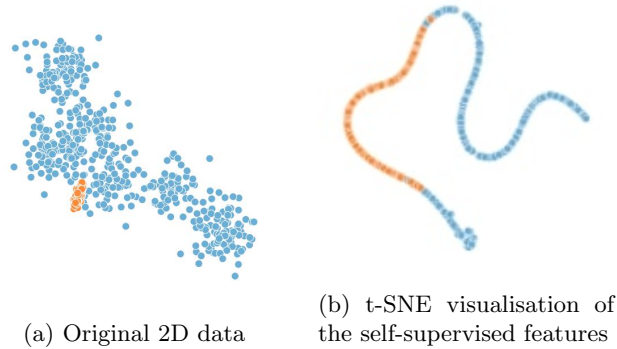 (a) Original 2D data
(b) t-SNE visualisation of
the self-supervised features